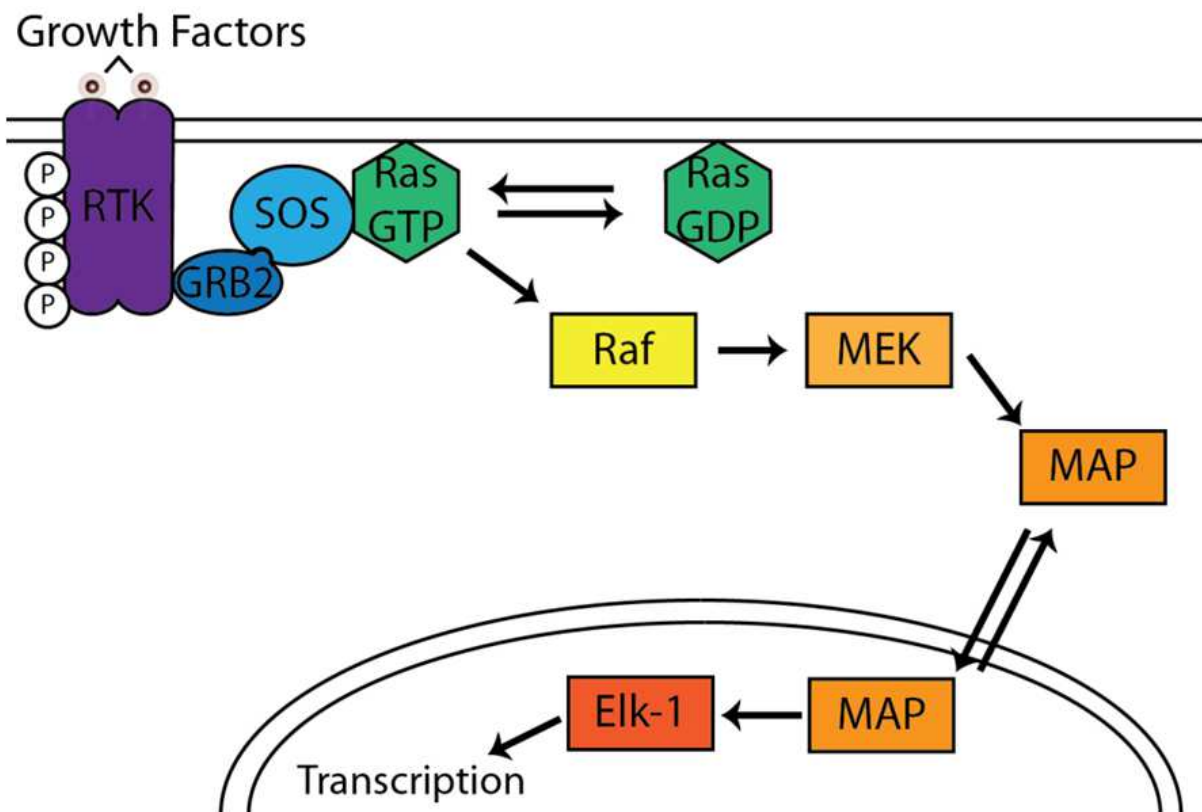 Growth Factors
P
P
P
P
RTK
GRB2
SOS
Ras
GTP
Ras
GDP
Raf
MEK
MAP
MAP
Elk-1
Transcription